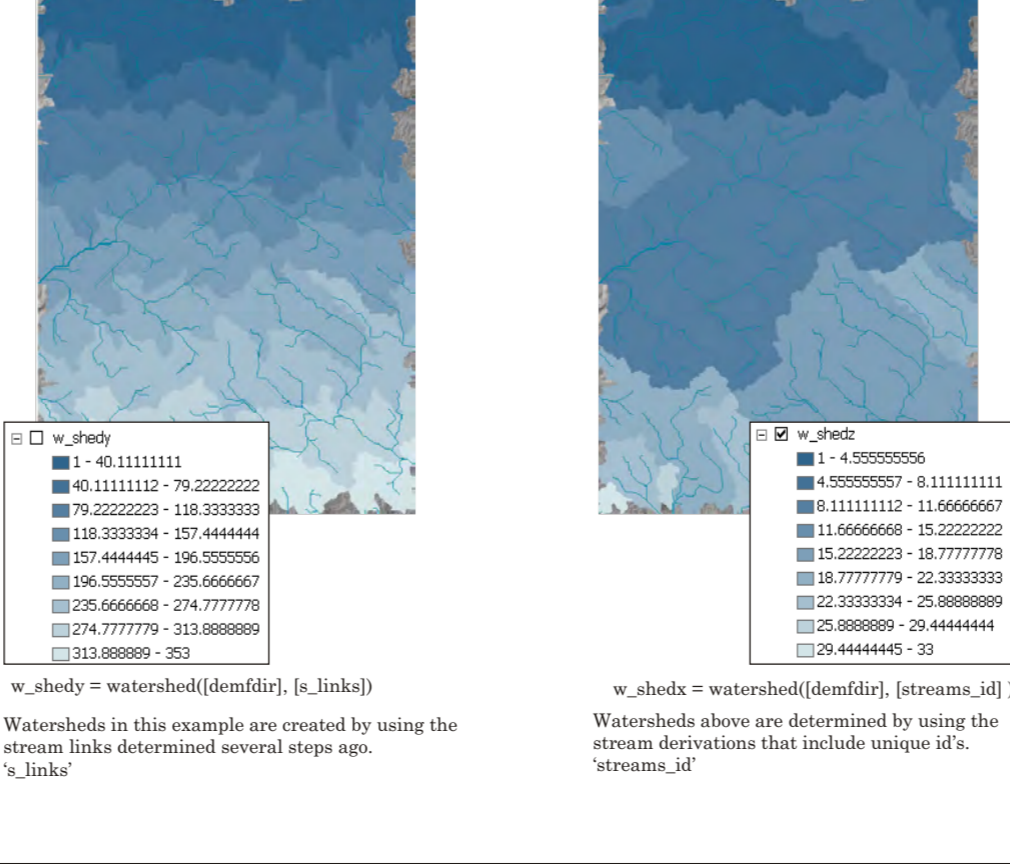 w_shedy
1 - 40.11111111
40.11111112 - 79.22222222
79.22222223 - 118.3333333
118.3333334 - 157.4444444
157.4444445 - 196.5555556
196.5555557 - 235.6666667
235.6666668 - 274.7777778
274.7777779 - 313.8888889
313.888889 - 353
w_shedy = watershed([demfdir], [s_links])
Watersheds in this example are created by using the
stream links determined several steps ago.
‘s_links’
w_shedz
1 - 4.555555556
4.555555557 - 8.111111111
8.111111112 - 11.66666667
11.66666668 - 15.22222222
15.22222223 - 18.77777778
18.77777779 - 22.33333333
22.33333334 - 25.88888889
25.8888889 - 29.44444444
29.44444445 - 33
w_shedx = watershed([demfdir], [streams_id] )
Watersheds above are determined by using the
stream derivations that include unique id’s.
‘streams_id’